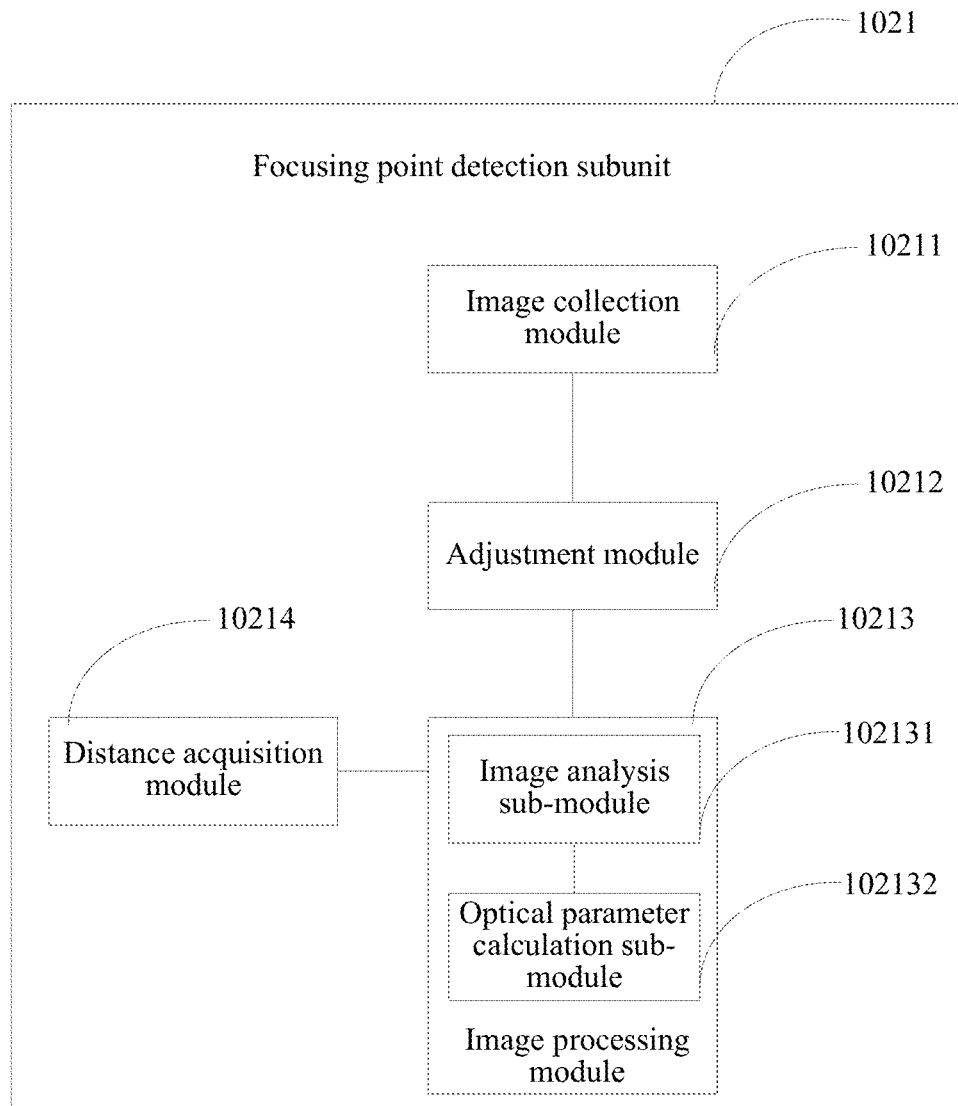 1021
Focusing point detection subunit
10211
Image collection
module
10212
Adjustment module
10214
10213
Distance acquisition
module
102131
Image analysis
sub-module
102132
Optical parameter
calculation sub-
module
Image processing
module